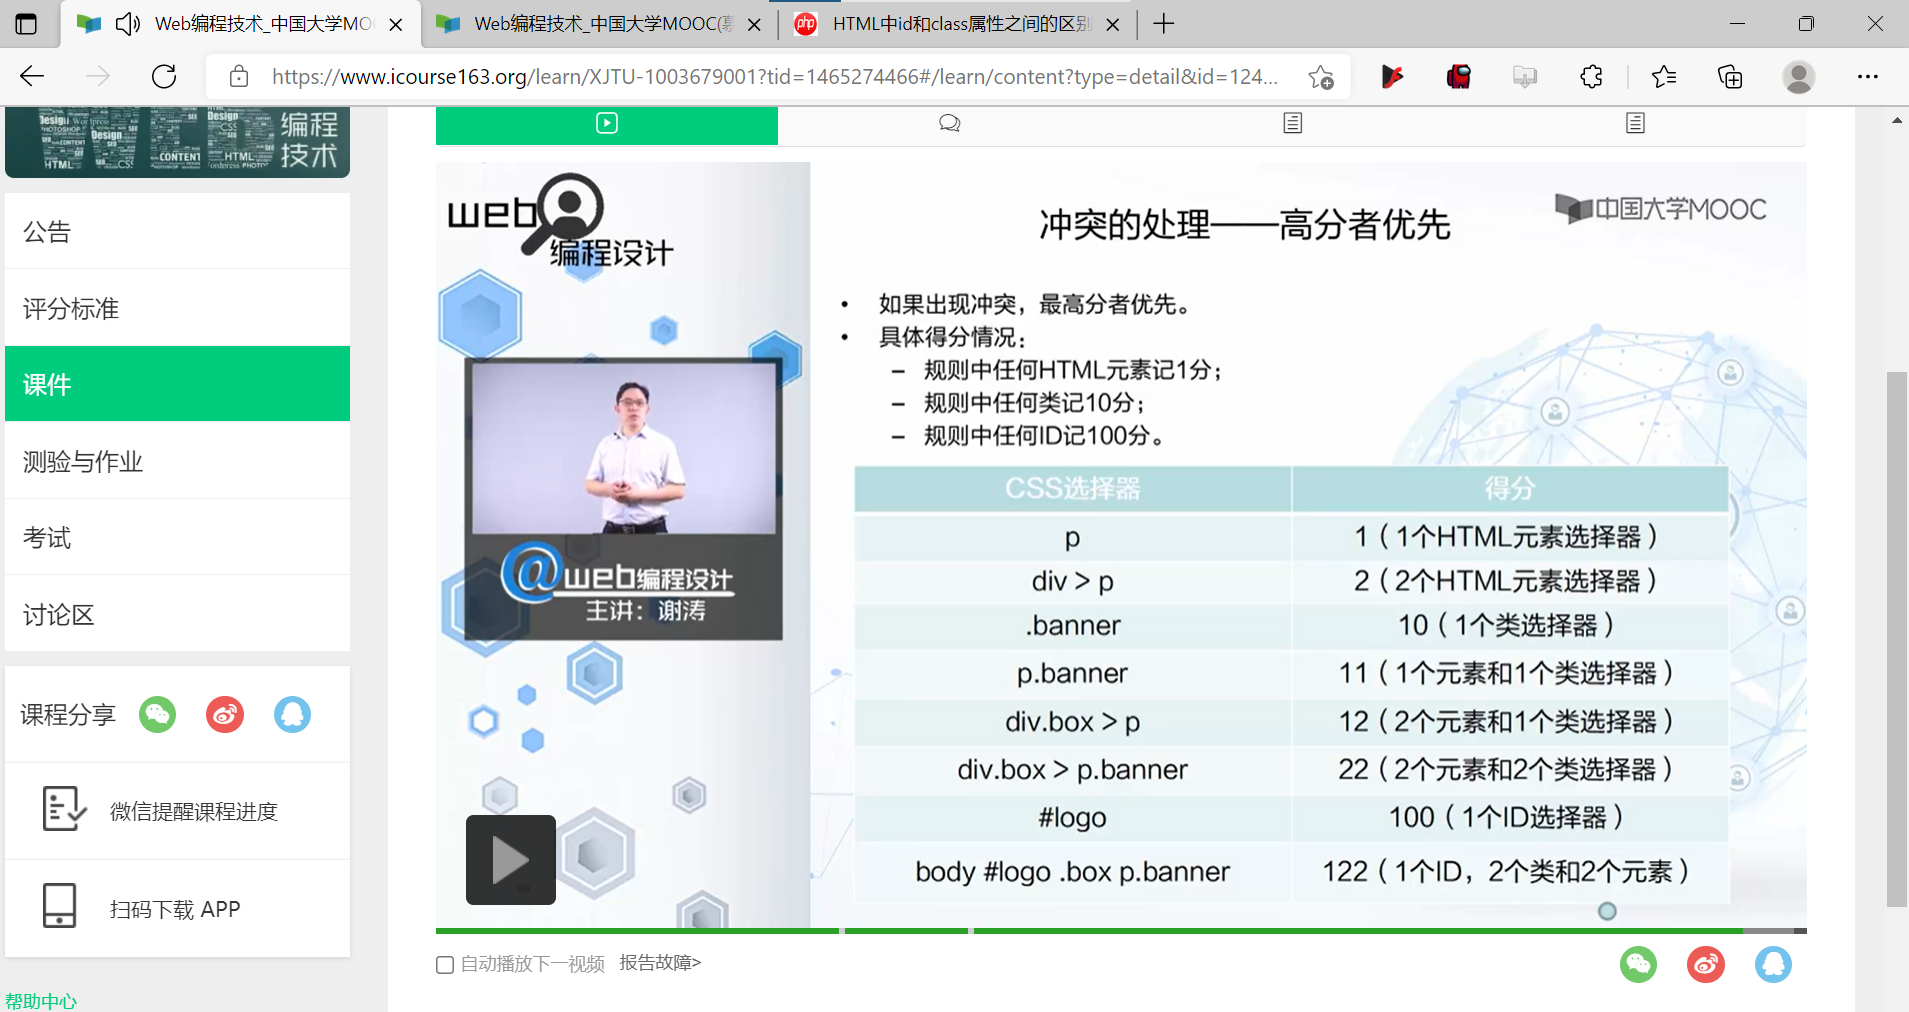 Web编程技术_中国大学MO
Web编程技术_中国大学MOOC(慕
php
HTML中id和class属性之间的区别
https://www.icourse163.org/learn/XJTU-1003679001?tid=1465274466#/learn/content?type=detail&id=124...
编程
技术
公告
评分标准
课件
测验与作业
考试
讨论区
课程分享
微信提醒课程进度
扫码下载 APP
帮助中心
web
编程设计
@web编程设计
主讲：谢涛
中国大学MOOC
冲突的处理——高分者优先
• 如果出现冲突，最高分者优先。
• 具体得分情况：
– 规则中任何HTML元素记1分；
– 规则中任何类记10分；
– 规则中任何ID记100分。
CSS选择器 得分
p 1（1个HTML元素选择器）
div > p 2（2个HTML元素选择器）
.banner 10（1个类选择器）
p.banner 11（1个元素和1个类选择器）
div.box > p 12（2个元素和1个类选择器）
div.box > p.banner 22（2个元素和2个类选择器）
#logo 100（1个ID选择器）
body #logo .box p.banner 122（1个ID，2个类和2个元素）
自动播放下一视频 报告故障>